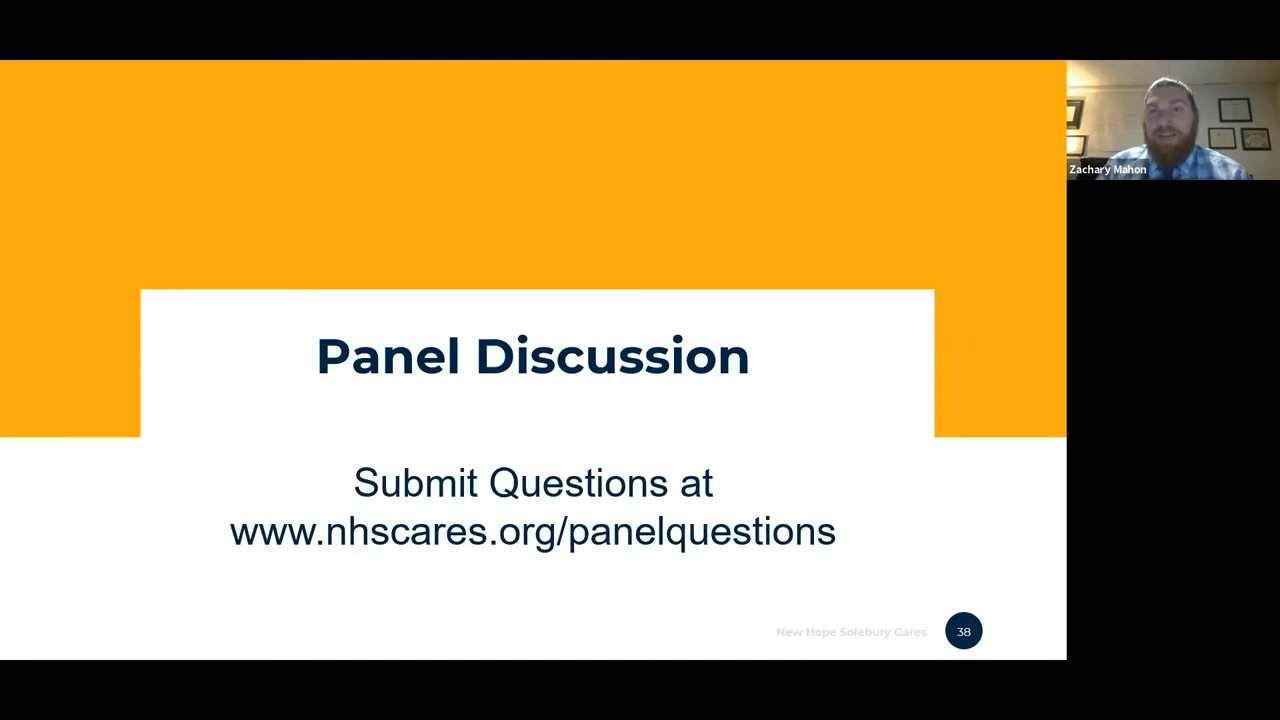 Zachary Mahon
Panel Discussion
Submit Questions at
www.nhscares.org/panelquestions
New Hope Solebury Cares
38